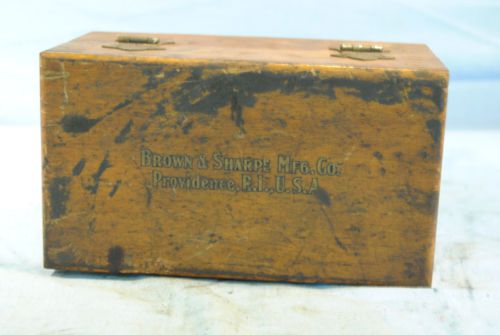 Brown & Sharpe Mfg. Co.
Providence, R.I., U.S.A.